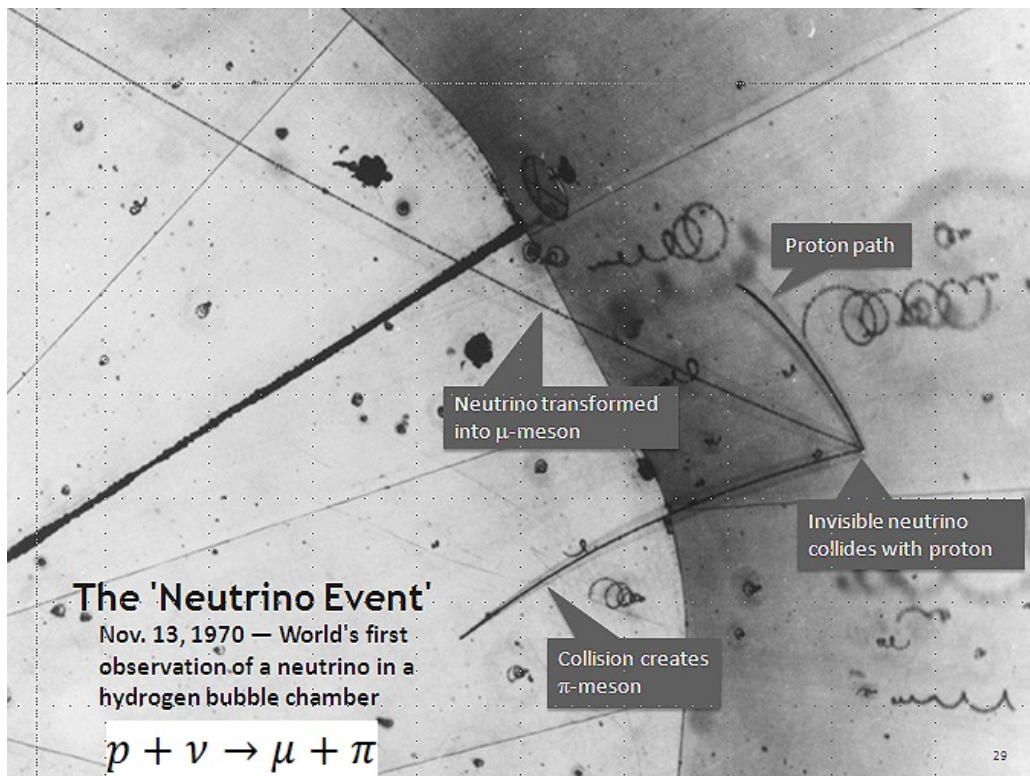 Proton path
Neutrino transformed
into μ-meson
Invisible neutrino
collides with proton
The 'Neutrino Event'
Nov. 13, 1970 — World's first
observation of a neutrino in a
hydrogen bubble chamber
Collision creates
π-meson
p + ν → μ + π
29